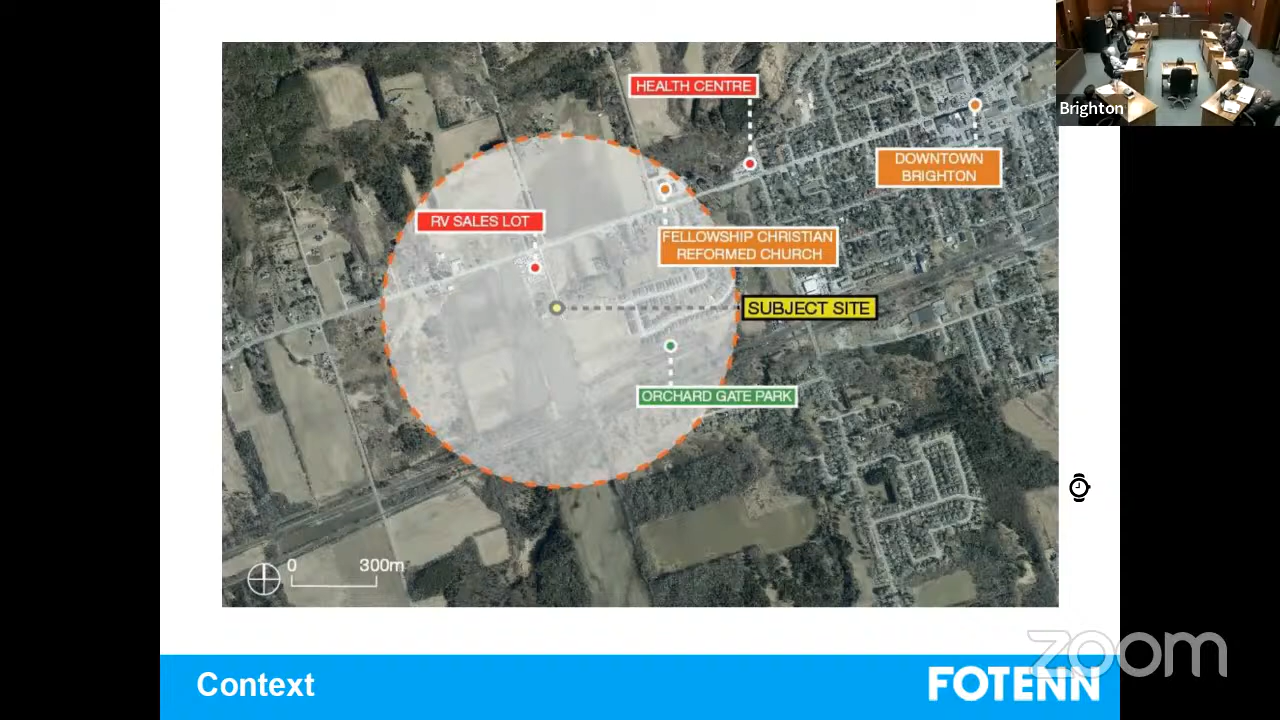 HEALTH CENTRE
Brighton
DOWNTOWN
BRIGHTON
RV SALES LOT
FELLOWSHIP CHRISTIAN
REFORMED CHURCH
SUBJECT SITE
ORCHARD GATE PARK
0 300m
zoom
Context
FOTENN